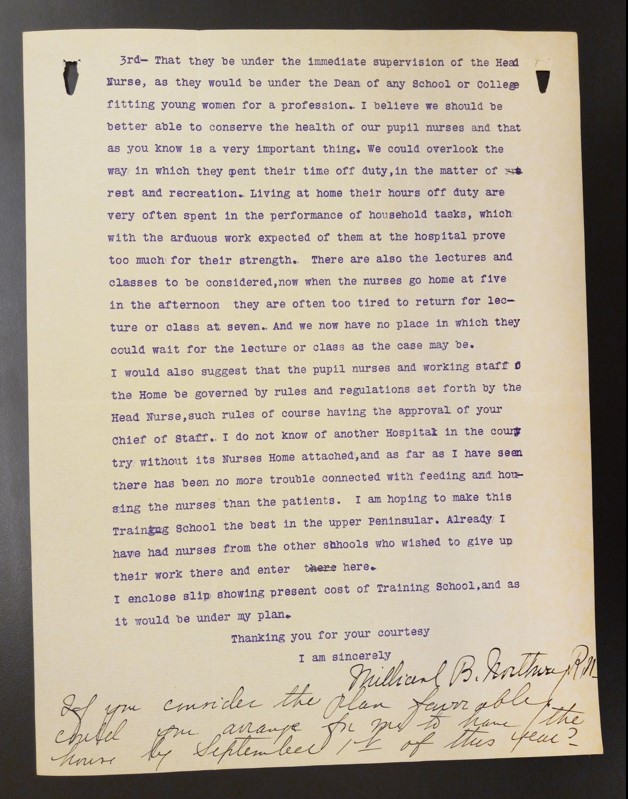 3rd- That they be under the immediate supervision of the Head
Nurse, as they would be under the Dean of any School or College
fitting young women for a profession. I believe we should be
better able to conserve the health of our pupil nurses and that
as you know is a very important thing. We could overlook the
way in which they spent their time off duty,in the matter of
rest and recreation. Living at home their hours off duty are
very often spent in the performance of household tasks, which
with the arduous work expected of them at the hospital prove
too much for their strength. There are also the lectures and
classes to be considered,now when the nurses go home at five
in the afternoon they are often too tired to return for lec-
ture or class at seven. And we now have no place in which they
could wait for the lecture or class as the case may be.
I would also suggest that the pupil nurses and working staff o
the Home be governed by rules and regulations set forth by the
Head Nurse,such rules of course having the approval of your
Chief of Staff. I do not know of another Hospital in the coun
try without its Nurses Home attached,and as far as I have seen
there has been no more trouble connected with feeding and hou-
sing the nurses than the patients. I am hoping to make this
Training School the best in the upper Peninsular. Already I
have had nurses from the other schools who wished to give up
their work there and enter there here.
I enclose slip showing present cost of Training School,and as
it would be under my plan.
Thanking you for your courtesy
I am sincerely
B. Northway R.N.
If you consider the plan favorable,
could you arange for me to have the
house by September 1st of this year?